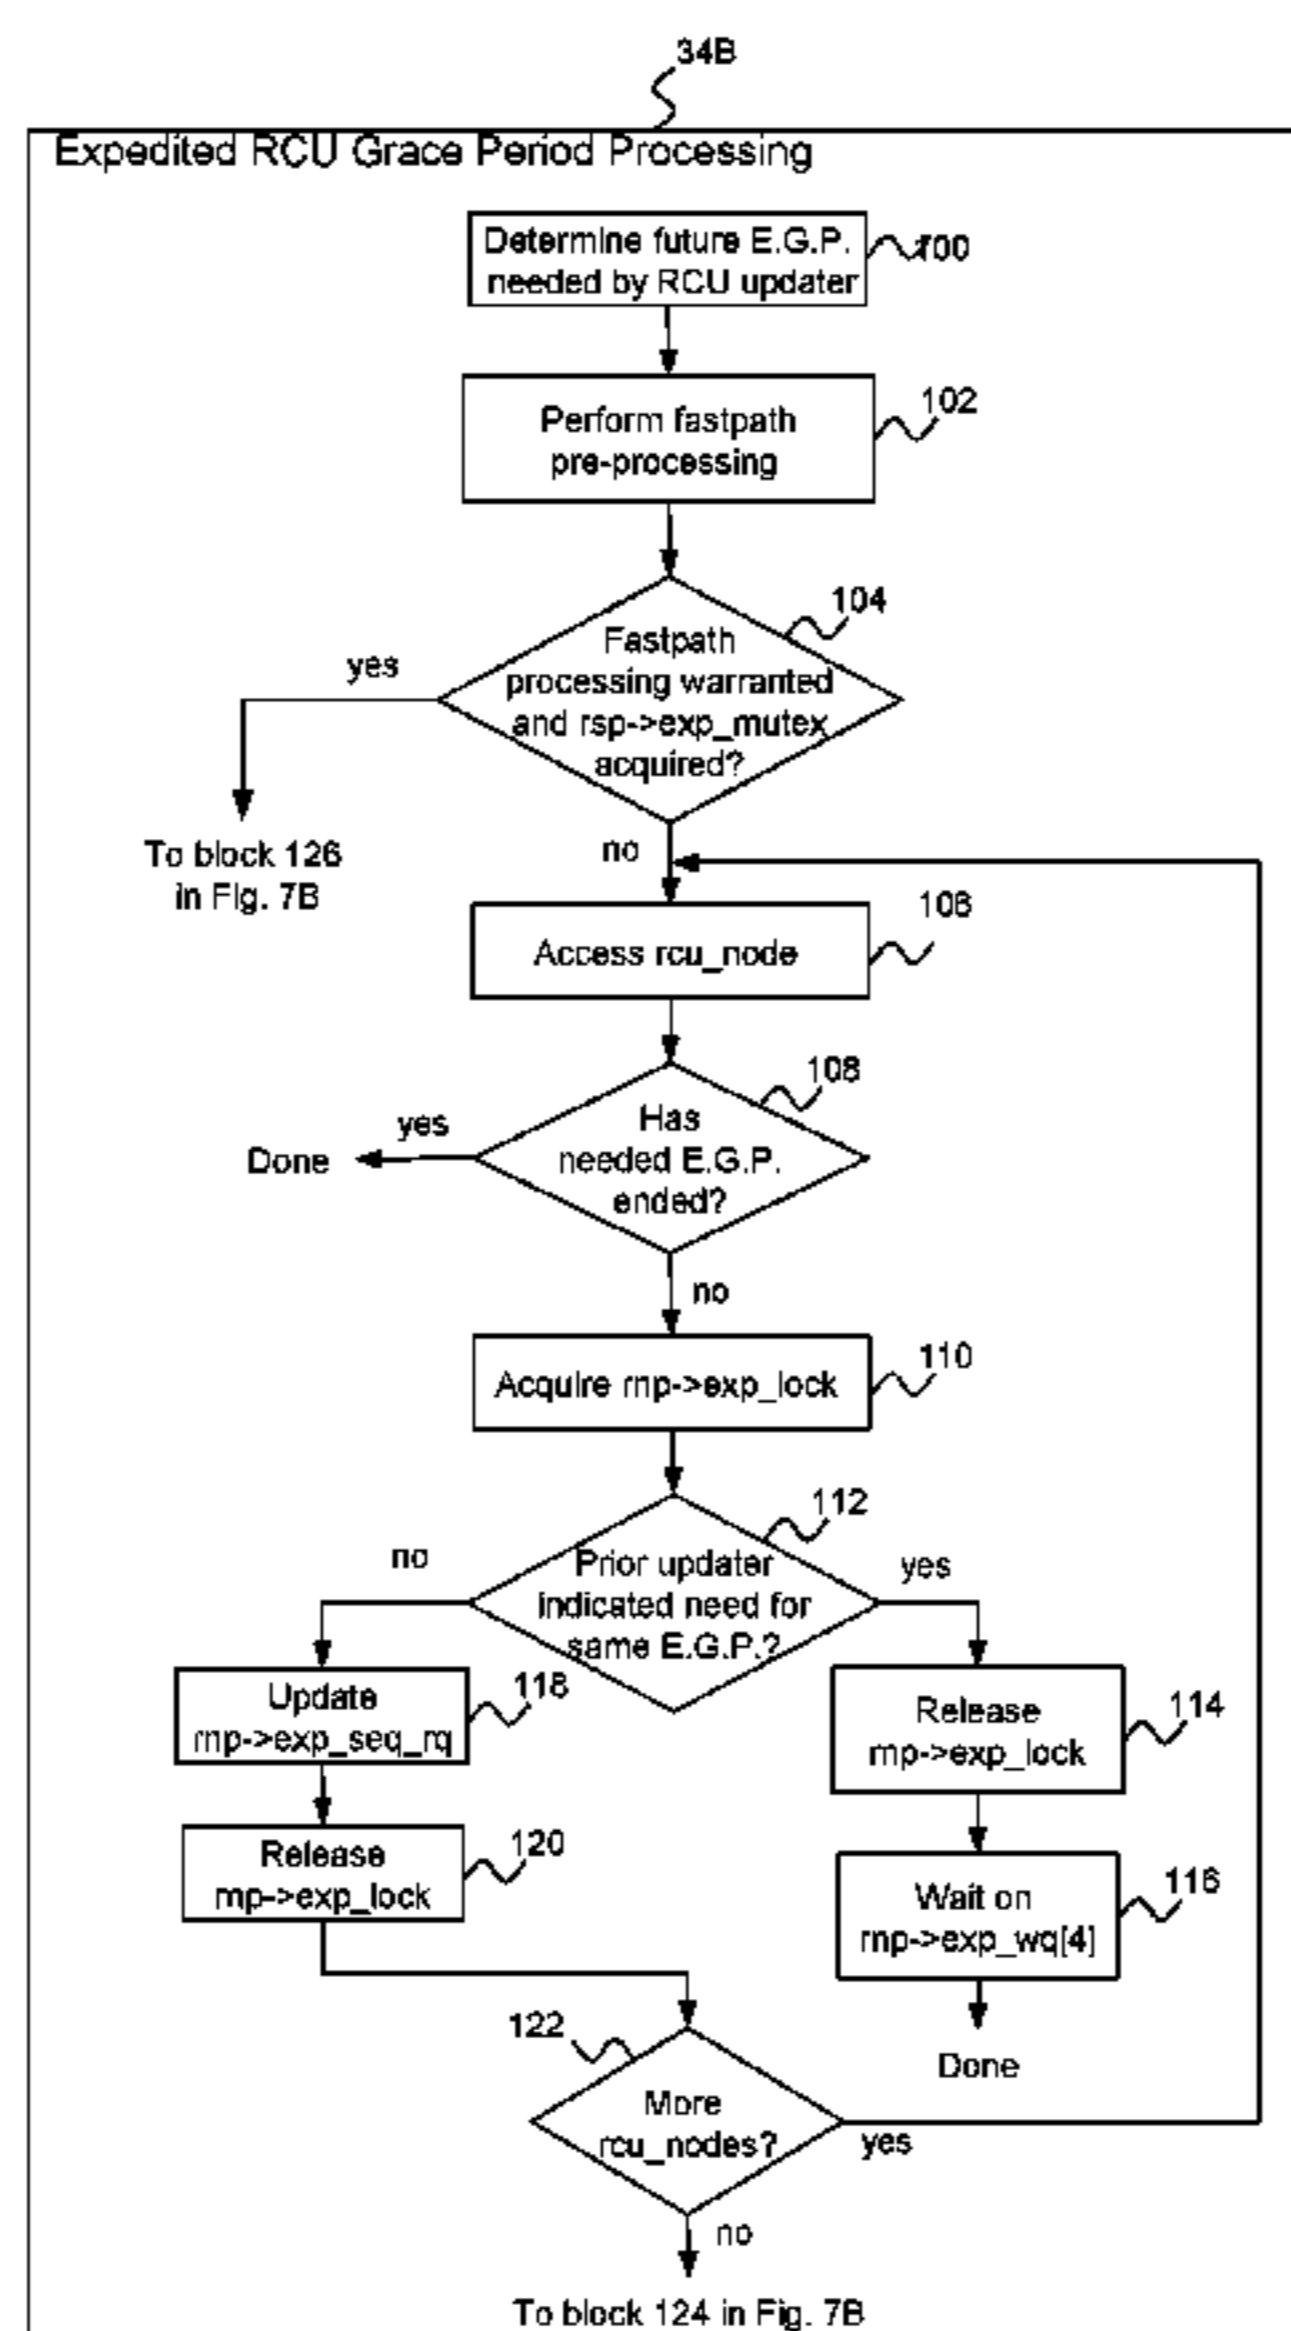 34B
Expedited RCU Grace Period Processing
Determine future E.G.P.
needed by RCU updater
100
Perform fastpath
pre-processing
102
104
Fastpath
processing warranted
and rsp->exp_mutex
acquired?
yes
To block 126
in Fig. 7B
no
Access rcu_node
106
108
Has
needed E.G.P.
ended?
yes
Done
no
Acquire rnp->exp_lock
110
112
Prior updater
indicated need for
same E.G.P.?
no
yes
Update
rnp->exp_seq_rq
118
Release
rnp->exp_lock
114
Release
rnp->exp_lock
120
Wait on
rnp->exp_wq[4]
116
Done
122
More
rcu_nodes?
yes
no
To block 124 in Fig. 7B